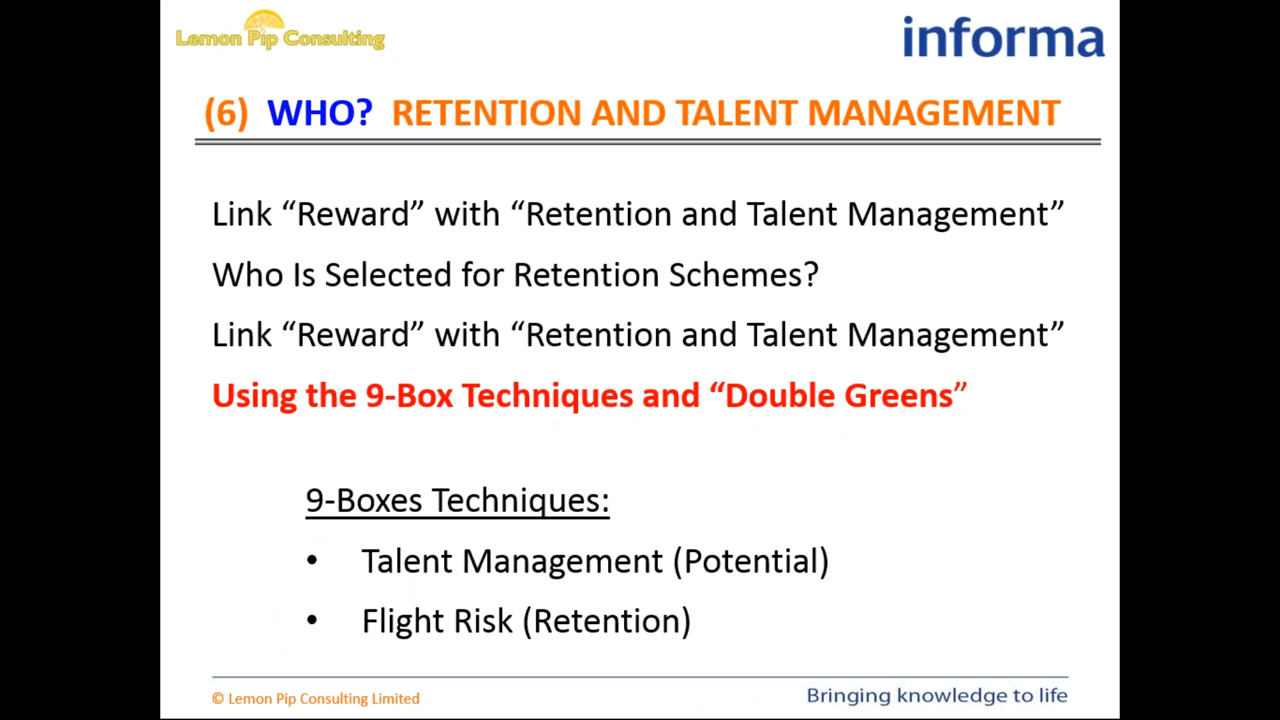 Lemon Pip Consulting
informa
(6) WHO? RETENTION AND TALENT MANAGEMENT
Link “Reward” with “Retention and Talent Management”
Who Is Selected for Retention Schemes?
Link “Reward” with “Retention and Talent Management”
Using the 9-Box Techniques and “Double Greens”
9-Boxes Techniques:
• Talent Management (Potential)
• Flight Risk (Retention)
© Lemon Pip Consulting Limited
Bringing knowledge to life